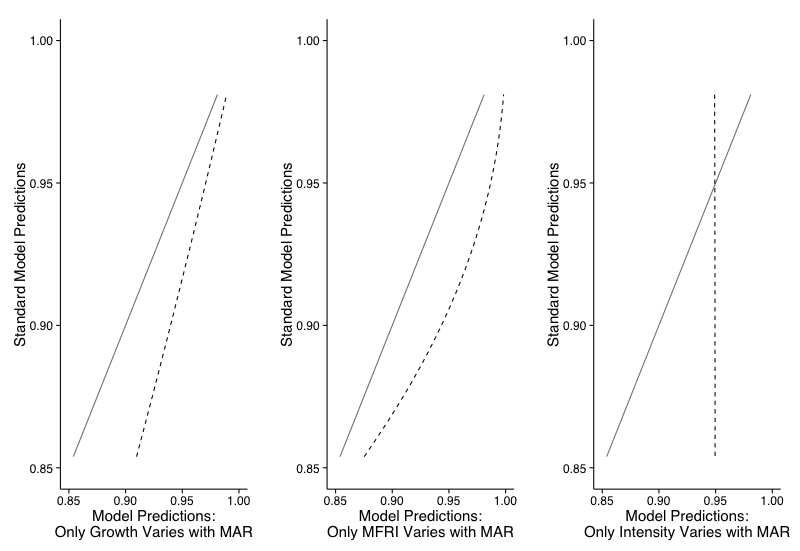 1.00
0.95
0.90
0.85
Standard Model Predictions
0.85 0.90 0.95 1.00
Model Predictions:
Only Growth Varies with MAR
1.00
0.95
0.90
0.85
Standard Model Predictions
0.85 0.90 0.95 1.00
Model Predictions:
Only MFRI Varies with MAR
1.00
0.95
0.90
0.85
Standard Model Predictions
0.85 0.90 0.95 1.00
Model Predictions:
Only Intensity Varies with MAR